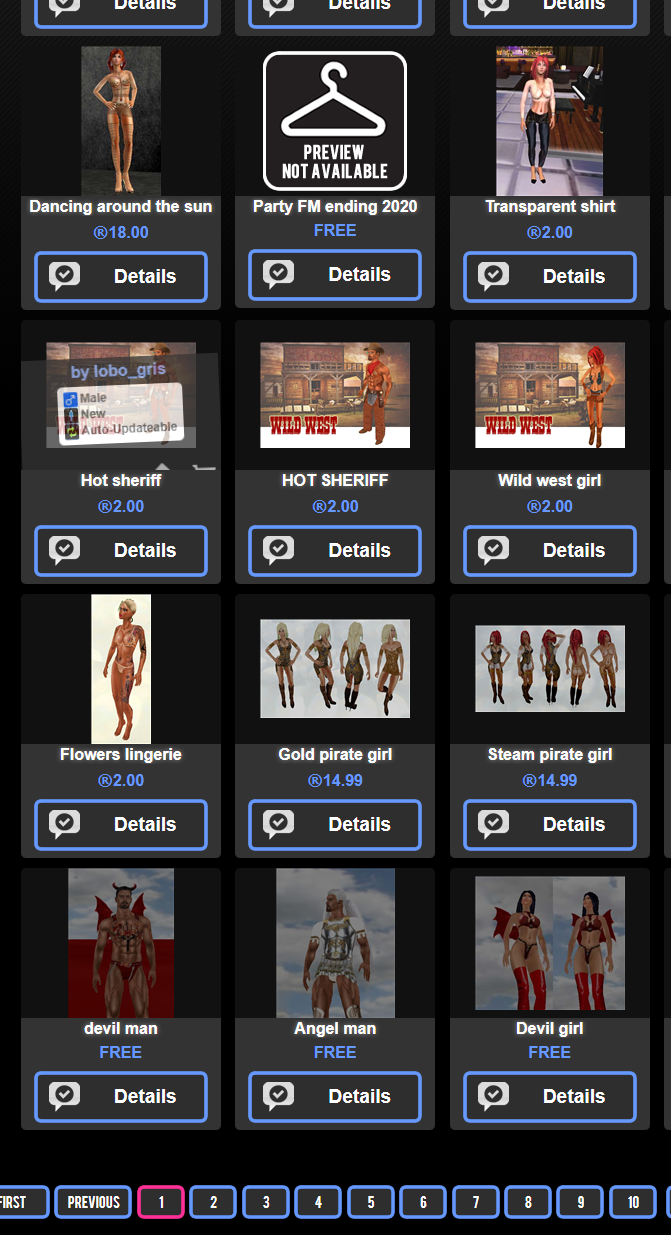 Details Details Details
PREVIEW
NOT AVAILABLE
Dancing around the sun Party FM ending 2020 Transparent shirt
®18.00 FREE ®2.00
Details Details Details
by lobo_gris
Male
New
Auto-Updateable
WILD WEST WILD WEST
Hot sheriff HOT SHERIFF Wild west girl
®2.00 ®2.00 ®2.00
Details Details Details
Flowers lingerie Gold pirate girl Steam pirate girl
®2.00 ®14.99 ®14.99
Details Details Details
devil man Angel man Devil girl
FREE FREE FREE
Details Details Details
FIRST PREVIOUS 1 2 3 4 5 6 7 8 9 10